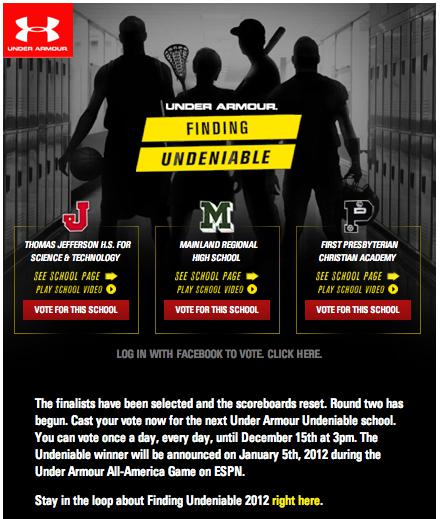 UNDER ARMOUR.
UNDER ARMOUR.
FINDING
UNDENIABLE
J
THOMAS JEFFERSON H.S. FOR
SCIENCE & TECHNOLOGY
SEE SCHOOL PAGE
PLAY SCHOOL VIDEO
VOTE FOR THIS SCHOOL
M
MAINLAND REGIONAL
HIGH SCHOOL
SEE SCHOOL PAGE
PLAY SCHOOL VIDEO
VOTE FOR THIS SCHOOL
P
FIRST PRESBYTERIAN
CHRISTIAN ACADEMY
SEE SCHOOL PAGE
PLAY SCHOOL VIDEO
VOTE FOR THIS SCHOOL
LOG IN WITH FACEBOOK TO VOTE. CLICK HERE.
The finalists have been selected and the scoreboards reset. Round two has
begun. Cast your vote now for the next Under Armour Undeniable school.
You can vote once a day, every day, until December 15th at 3pm. The
Undeniable winner will be announced on January 5th, 2012 during the
Under Armour All-America Game on ESPN.
Stay in the loop about Finding Undeniable 2012 right here.